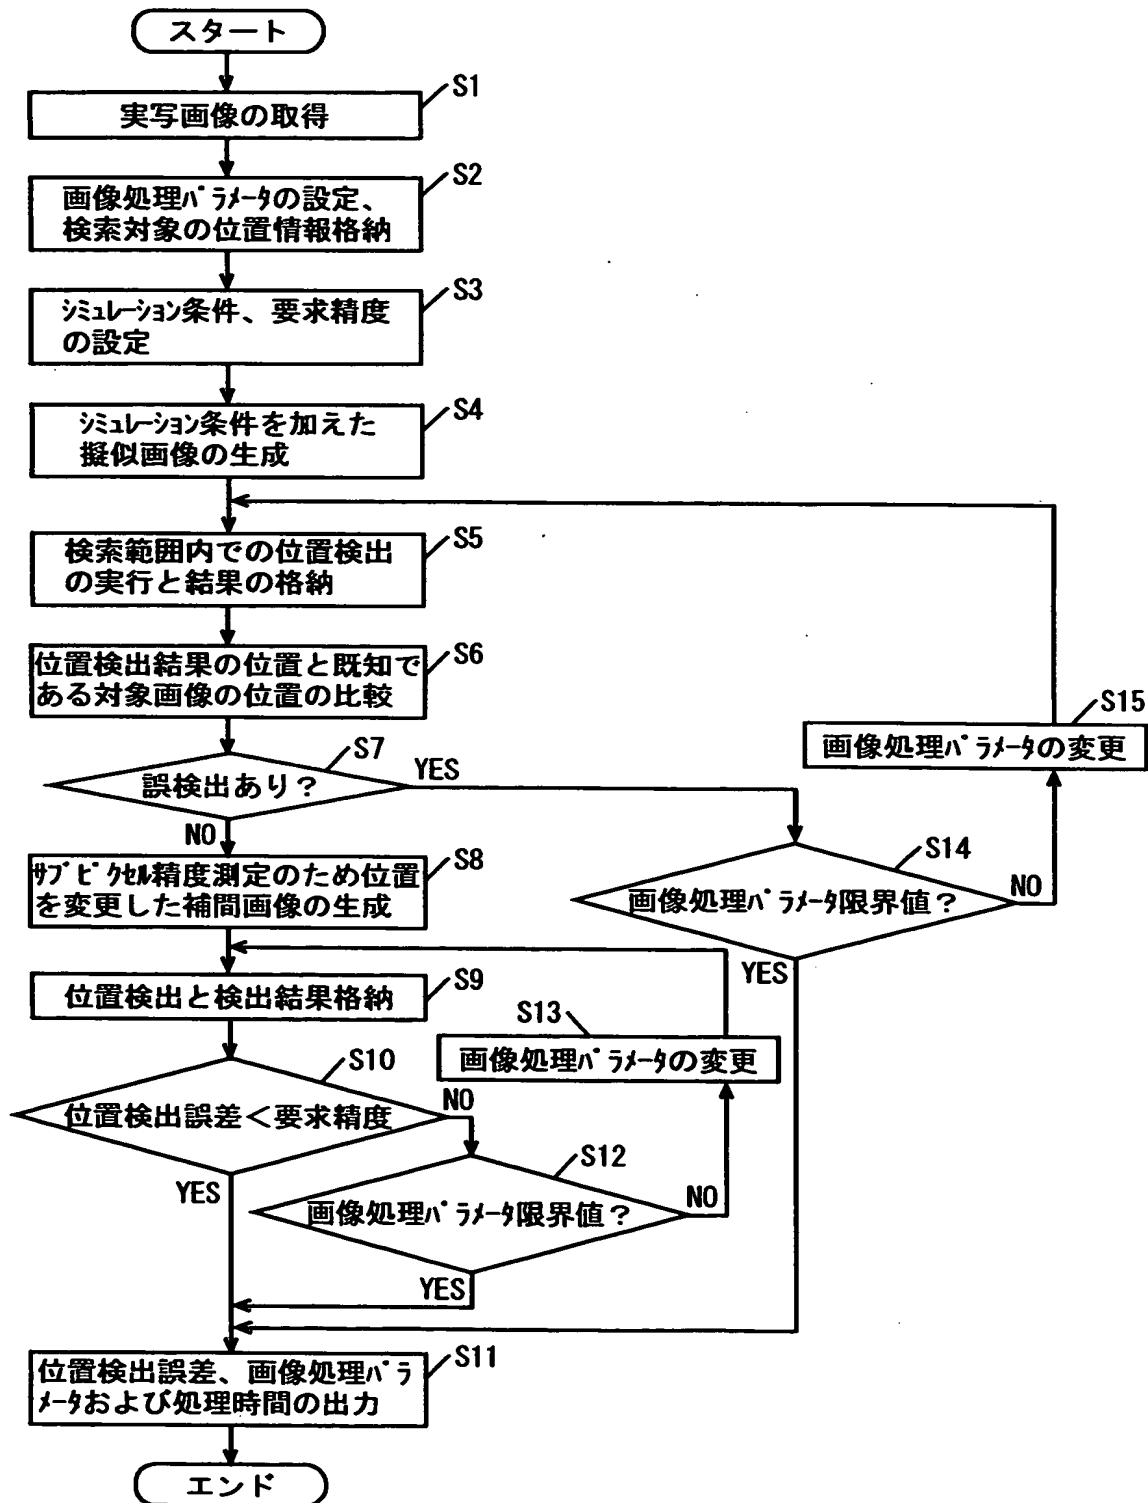 スタート
S1
実写画像の取得
S2
画像処理ﾊﾟﾗﾒｰﾀの設定、
検索対象の位置情報格納
S3
ｼﾐｭﾚｰｼｮﾝ条件、要求精度
の設定
S4
ｼﾐｭﾚｰｼｮﾝ条件を加えた
擬似画像の生成
S5
検索範囲内での位置検出
の実行と結果の格納
S6
位置検出結果の位置と既知で
ある対象画像の位置の比較
S15
画像処理ﾊﾟﾗﾒｰﾀの変更
S7
誤検出あり?
YES
NO
S14
画像処理ﾊﾟﾗﾒｰﾀ限界値?
NO
YES
S8
ｻﾌﾞﾋﾟｸｾﾙ精度測定のため位置
を変更した補間画像の生成
S9
位置検出と検出結果格納
S13
画像処理ﾊﾟﾗﾒｰﾀの変更
S10
位置検出誤差<要求精度
NO
YES
S12
画像処理ﾊﾟﾗﾒｰﾀ限界値?
NO
YES
S11
位置検出誤差、画像処理ﾊﾟﾗ
ﾒｰﾀおよび処理時間の出力
エンド